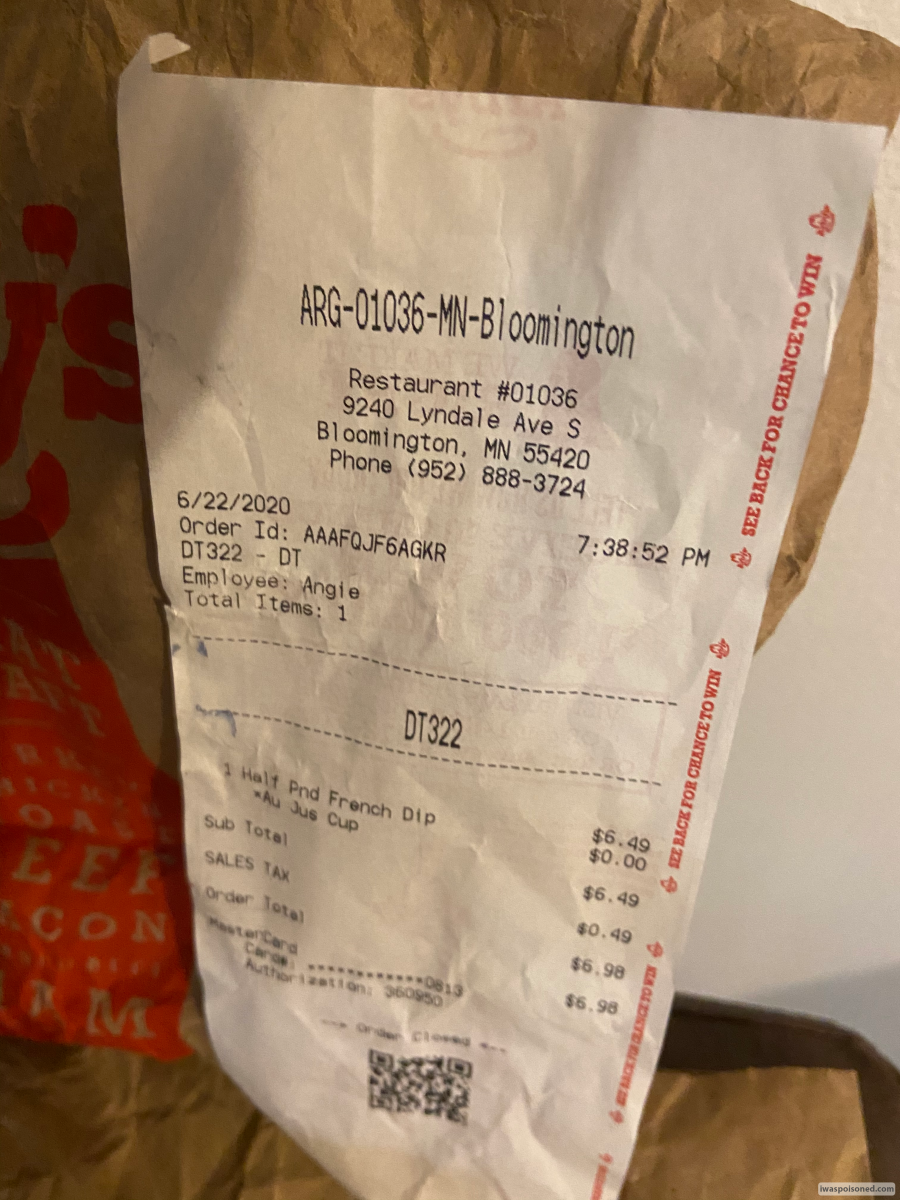 ARG-01036-MN-Bloomington
Restaurant #01036
9240 Lyndale Ave S
Bloomington, MN 55420
Phone (952) 888-3724
6/22/2020 7:38:52 PM
Order Id: AAAFQJF6AGKR
DT322 - DT
Employee: Angie
Total Items: 1
DT322
1 Half Pnd French Dip $6.49
*Au Jus Cup $0.00
Sub Total $6.49
SALES TAX $0.49
Order Total $6.98
MasterCard $6.98
Card#: ************0813
Authorization: 360950
--> Order Closed <--
SEE BACK FOR CHANCE TO WIN
SEE BACK FOR CHANCE TO WIN
SEE BACK FOR CHANCE TO WIN
y's
EEF
ACON
AM
iwaspoisoned.com